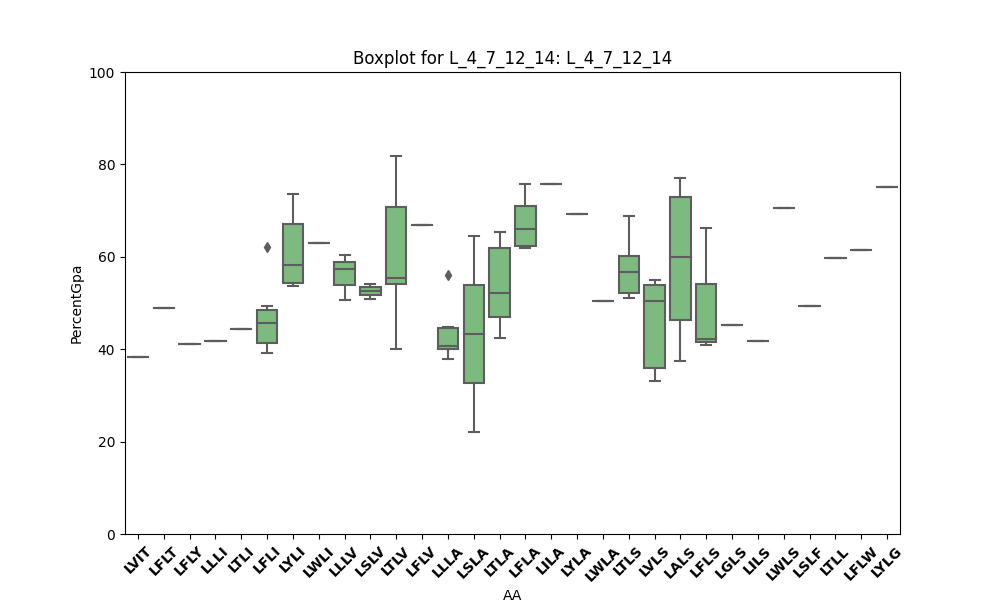 Boxplot for L_4_7_12_14: L_4_7_12_14
100
80
60
40
20
0
PercentGpa
LVIT
LFLT
LFLY
LLLI
LTLI
LFLI
LYLI
LWLI
LLLV
LSLV
LTLV
LFLV
LLLA
LSLA
LTLA
LFLA
LILA
LYLA
LWLA
LTLS
LVLS
LALS
LFLS
LGLS
LILS
LWLS
LSLF
LTLL
LFLW
LYLG
AA